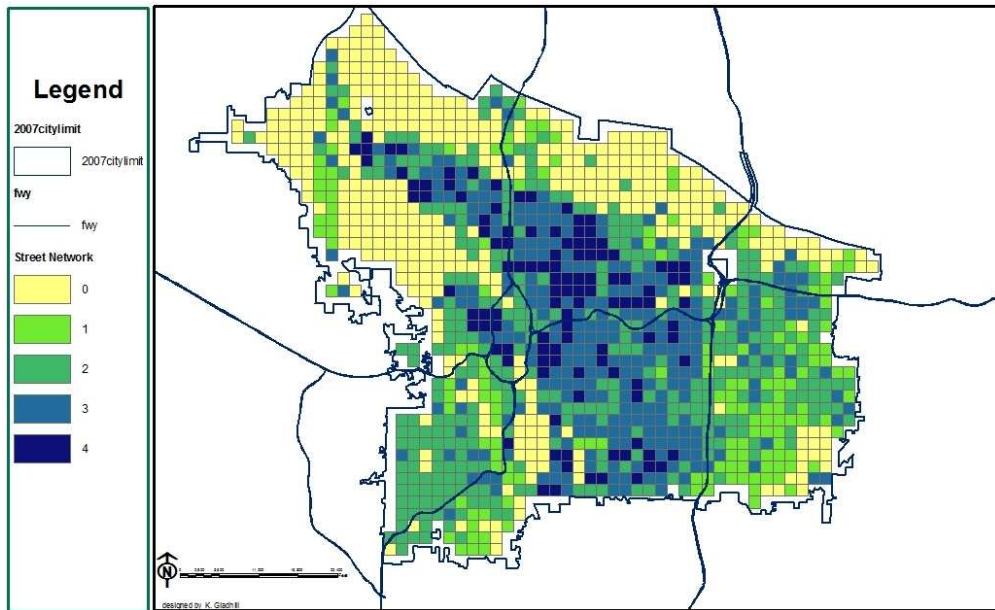 Legend
2007citylimit
2007citylimit
fwy
fwy
Street Network
0
1
2
3
4
N
designed by K. Gladhill